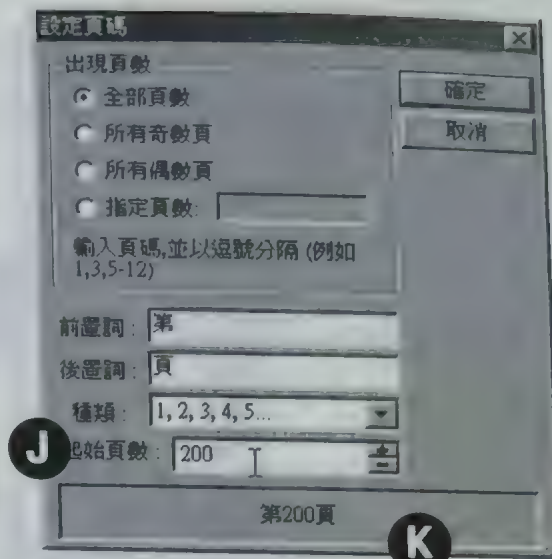 設定頁碼
出現頁數
全部頁數
所有奇數頁
所有偶數頁
指定頁數:
輸入頁碼,並以逗號分隔 (例如
1,3,5-12)
確定
取消
前置詞: 第
後置詞: 頁
種類: 1, 2, 3, 4, 5...
J
起始頁數: 200
第200頁
K